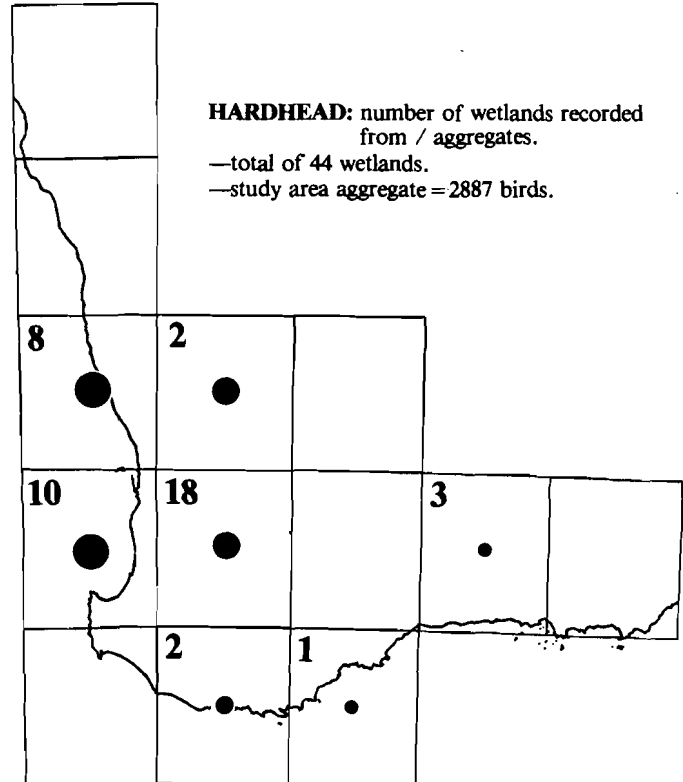 HARDHEAD: number of wetlands recorded
from / aggregates.
—total of 44 wetlands.
—study area aggregate = 2887 birds.
8 2
10 18 3
2 1